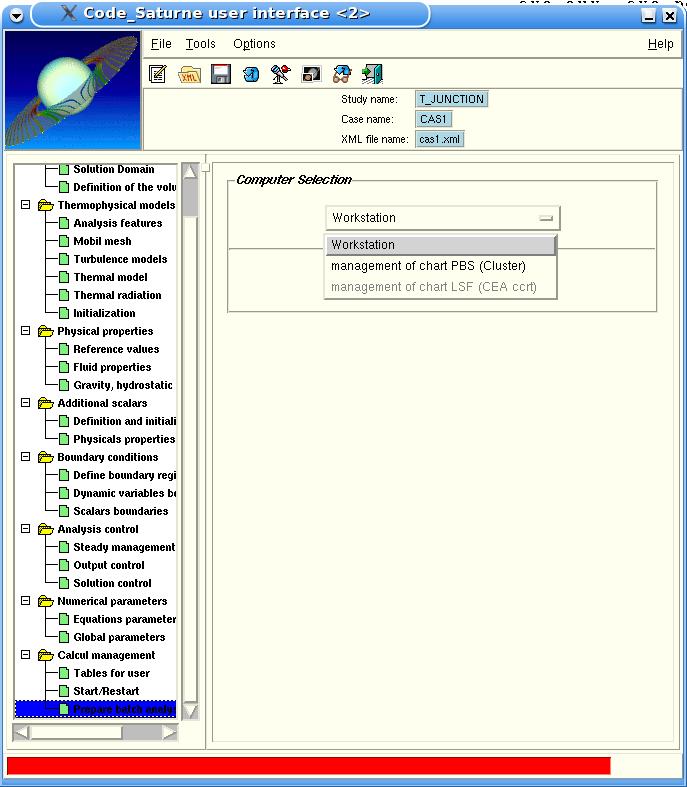 Code_Saturne user interface <2>
File Tools Options Help
XML
Study name: T_JUNCTION
Case name: CAS1
XML file name: cas1.xml
Solution Domain
Definition of the volu
Thermophysical models
Analysis features
Mobil mesh
Turbulence models
Thermal model
Thermal radiation
Initialization
Physical properties
Reference values
Fluid properties
Gravity, hydrostatic
Additional scalars
Definition and initiali
Physicals properties
Boundary conditions
Define boundary regi
Dynamic variables bo
Scalars boundaries
Analysis control
Steady management
Output control
Solution control
Numerical parameters
Equations parameter
Global parameters
Calcul management
Tables for user
Start/Restart
Prepare batch analy
Computer Selection
Workstation
Workstation
management of chart PBS (Cluster)
management of chart LSF (CEA ccrt)